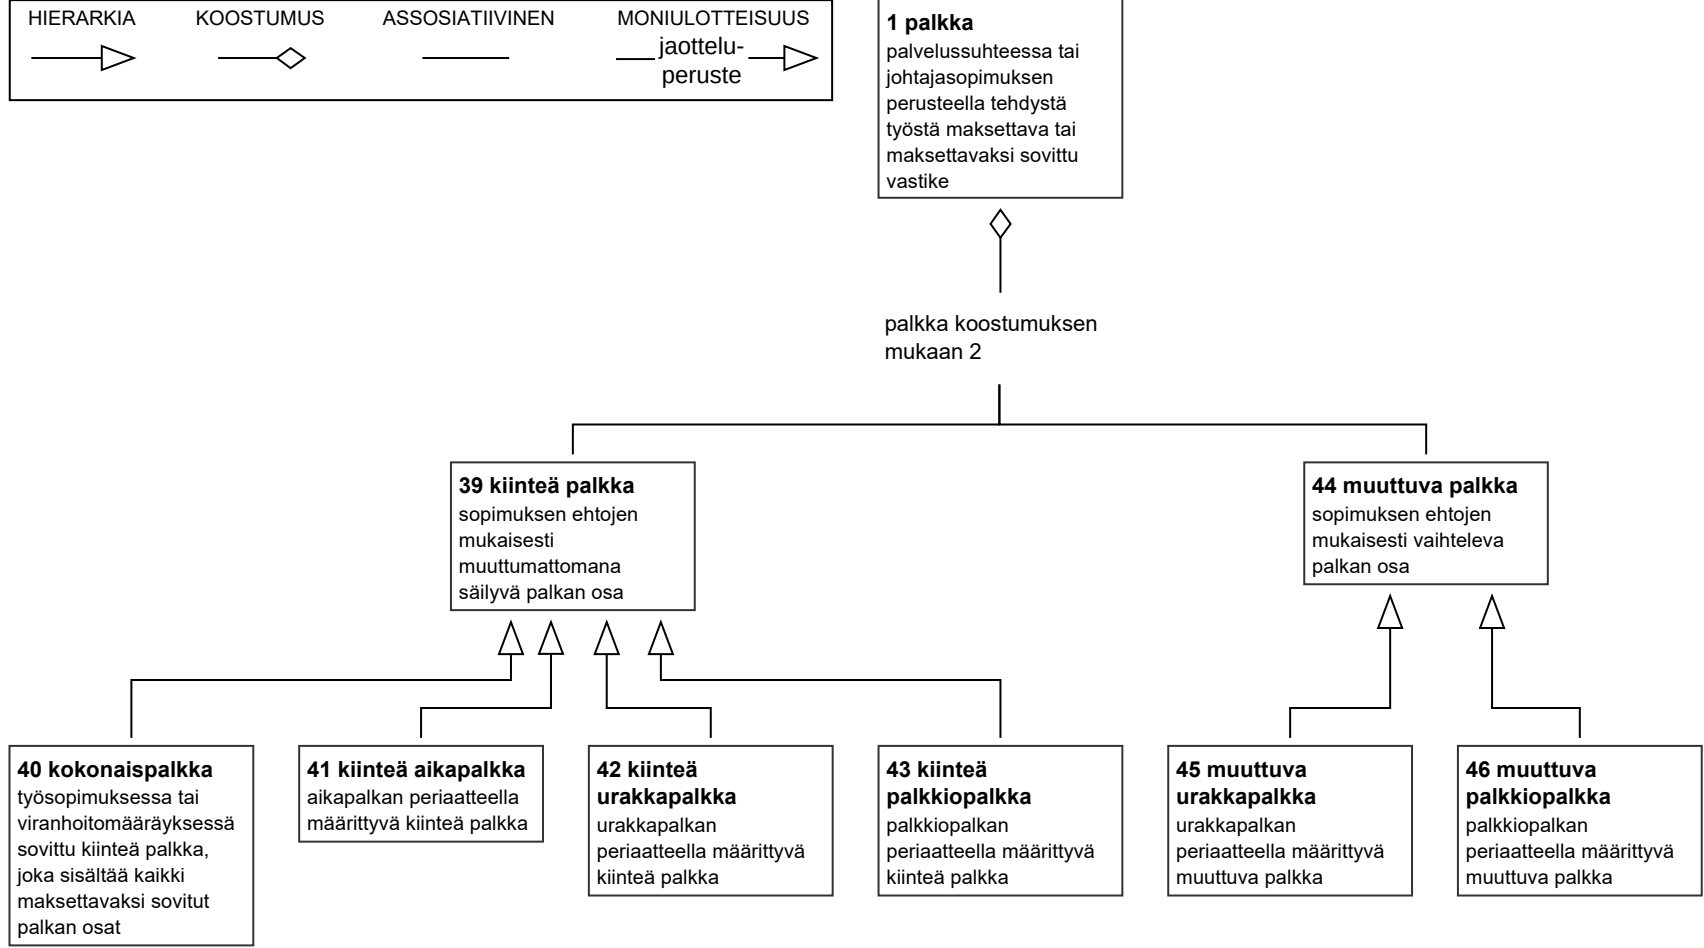 HIERARKIA
KOOSTUMUS
ASSOSIATIIVINEN
MONIULOTTEISUUS
jaottelu-
peruste
1 palkka
palvelussuhteessa tai
johtajasopimuksen
perusteella tehdystä
työstä maksettava tai
maksettavaksi sovittu
vastike
palkka koostumuksen
mukaan 2
39 kiinteä palkka
sopimuksen ehtojen
mukaisesti
muuttumattomana
säilyvä palkan osa
44 muuttuva palkka
sopimuksen ehtojen
mukaisesti vaihteleva
palkan osa
40 kokonaispalkka
työsopimuksessa tai
viranhoitomääräyksessä
sovittu kiinteä palkka,
joka sisältää kaikki
maksettavaksi sovitut
palkan osat
41 kiinteä aikapalkka
aikapalkan periaatteella
määrittyvä kiinteä palkka
42 kiinteä
urakkapalkka
urakkapalkan
periaatteella määrittyvä
kiinteä palkka
43 kiinteä
palkkiopalkka
palkkiopalkan
periaatteella määrittyvä
kiinteä palkka
45 muuttuva
urakkapalkka
urakkapalkan
periaatteella määrittyvä
muuttuva palkka
46 muuttuva
palkkiopalkka
palkkiopalkan
periaatteella määrittyvä
muuttuva palkka